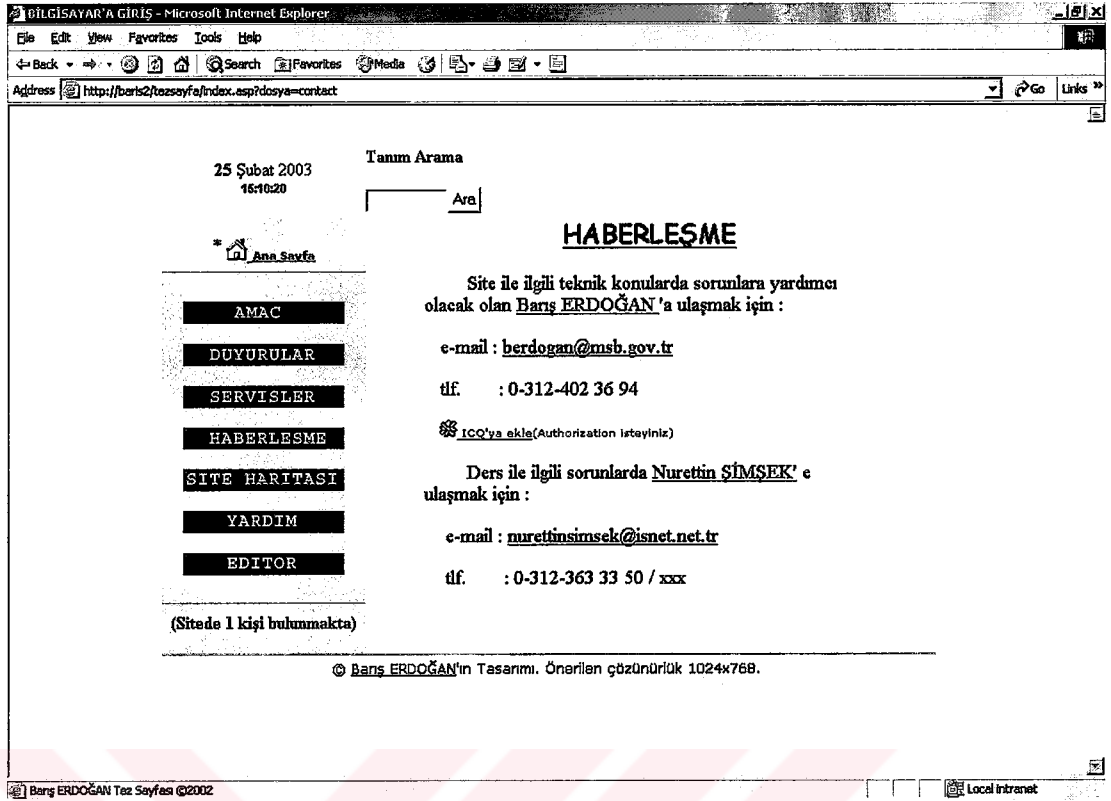 BİLGİSAYAR'A GİRİŞ - Microsoft Internet Explorer
File Edit View Favorites Tools Help
Back Search Favorites Media
Address http://baris2/tezsayfa/index.asp?dosya=contact Go Links »
25 Şubat 2003
15:10:20
Tanım Arama
Ara
* Ana Sayfa
HABERLEŞME
AMAC
DUYURULAR
SERVISLER
HABERLESME
SITE HARITASI
YARDIM
EDITOR
(Sitede 1 kişi bulunmakta)
Site ile ilgili teknik konularda sorunlara yardımcı
olacak olan Barış ERDOĞAN 'a ulaşmak için :
e-mail : berdogan@msb.gov.tr
tlf. : 0-312-402 36 94
ICQ'ya ekle(Authorization isteyiniz)
Ders ile ilgili sorunlarda Nurettin ŞİMŞEK' e
ulaşmak için :
e-mail : nurettinsimsek@isnet.net.tr
tlf. : 0-312-363 33 50 / xxx
© Barış ERDOĞAN'ın Tasarımı. Önerilen çözünürlük 1024x768.
Barış ERDOĞAN Tez Sayfası ©2002 Local intranet